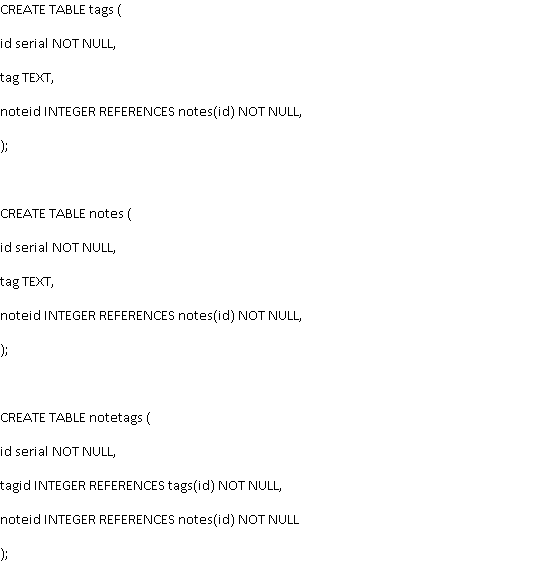 CREATE TABLE tags (
id serial NOT NULL,
tag TEXT,
noteid INTEGER REFERENCES notes(id) NOT NULL,
);
CREATE TABLE notes (
id serial NOT NULL,
tag TEXT,
noteid INTEGER REFERENCES notes(id) NOT NULL,
);
CREATE TABLE notetags (
id serial NOT NULL,
tagid INTEGER REFERENCES tags(id) NOT NULL,
noteid INTEGER REFERENCES notes(id) NOT NULL
);